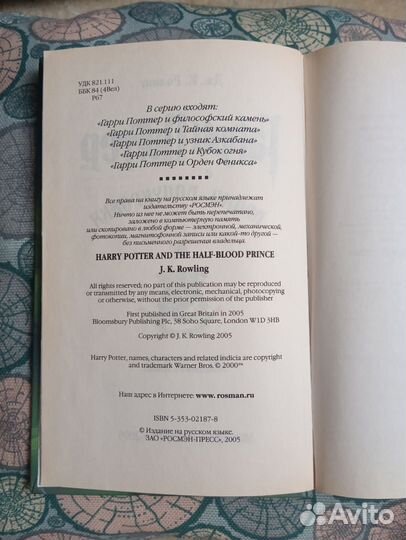 УДК 821.111
ББК 84 (4Вел)
Р67
В серию входят:
«Гарри Поттер и философский камень»
«Гарри Поттер и Тайная комната»
«Гарри Поттер и узник Азкабана»
«Гарри Поттер и Кубок огня»
«Гарри Поттер и Орден Феникса»
Все права на книгу на русском языке принадлежат
издательству «РОСМЭН».
Ничто из нее не может быть перепечатано,
заложено в компьютерную память
или скопировано в любой форме — электронной, механической,
фотокопии, магнитофонной записи или какой-то другой —
без письменного разрешения владельца.
HARRY POTTER AND THE HALF-BLOOD PRINCE
J. K. Rowling
All rights reserved; no part of this publication may be reproduced
or transmitted by any means, electronic, mechanical, photocopying
or otherwise, without the prior permission of the publisher
First published in Great Britain in 2005
Bloomsbury Publishing Plc, 38 Soho Square, London W1D 3HB
Copyright © J. K. Rowling 2005
Harry Potter, names, characters and related indicia are copyright
and trademark Warner Bros. © 2000™
Наш адрес в Интернете: www.rosman.ru
ISBN 5-353-02187-8
© Издание на русском языке.
ЗАО «РОСМЭН-ПРЕСС», 2005
Avito